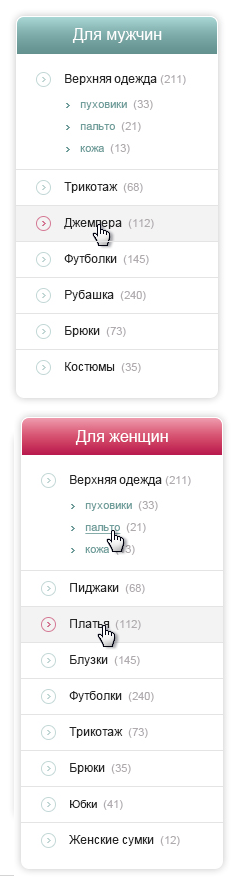 Для мужчин
Верхняя одежда (211)
пуховики (33)
пальто (21)
кожа (13)
Трикотаж (68)
Джемпера (112)
Футболки (145)
Рубашка (240)
Брюки (73)
Костюмы (35)
Для женщин
Верхняя одежда (211)
пуховики (33)
пальто (21)
кожа
Пиджаки (68)
Платья (112)
Блузки (145)
Футболки (240)
Трикотаж (73)
Брюки (35)
Юбки (41)
Женские сумки (12)